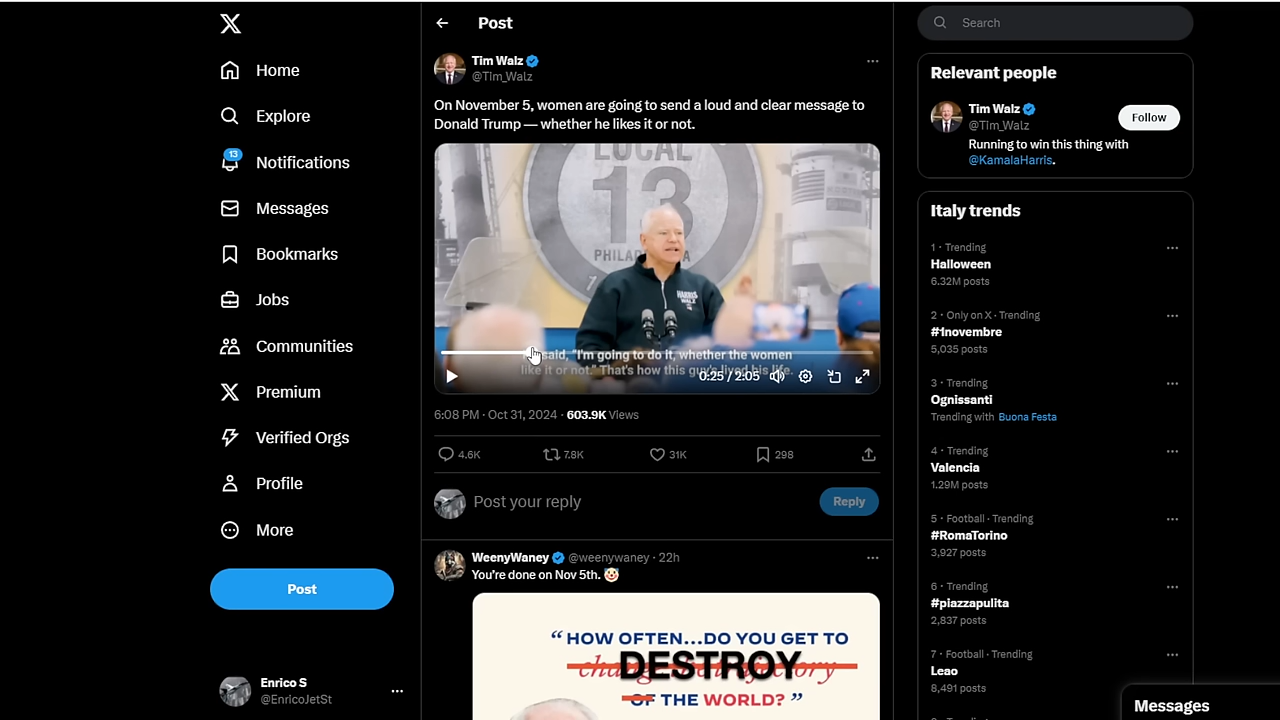 Home
Explore
13
Notifications
Messages
Bookmarks
Jobs
Communities
Premium
Verified Orgs
Profile
More
Post
Enrico S
@EnricoJetSt
Post
Tim Walz
@Tim_Walz
On November 5, women are going to send a loud and clear message to
Donald Trump — whether he likes it or not.
LOCAL
13
PHILADELPHIA
HARRIS
WALZ
said, "I'm going to do it, whether the women
like it or not." That's how this guy's lived his life.
0:25 / 2:05
6:08 PM · Oct 31, 2024 · 603.9K Views
4.6K 7.8K 31K 298
Post your reply
Reply
WeenyWaney @weenywaney · 22h
You're done on Nov 5th. 🤡
“ HOW OFTEN...DO YOU GET TO
change the trajectory
DESTROY
OF THE WORLD? ”
Search
Relevant people
Tim Walz
@Tim_Walz
Follow
Running to win this thing with
@KamalaHarris.
Italy trends
1 · Trending
Halloween
6.32M posts
2 · Only on X · Trending
#1novembre
5,035 posts
3 · Trending
Ognissanti
Trending with Buona Festa
4 · Trending
Valencia
1.29M posts
5 · Football · Trending
#RomaTorino
3,927 posts
6 · Trending
#piazzapulita
2,837 posts
7 · Football · Trending
Leao
8,491 posts
Messages